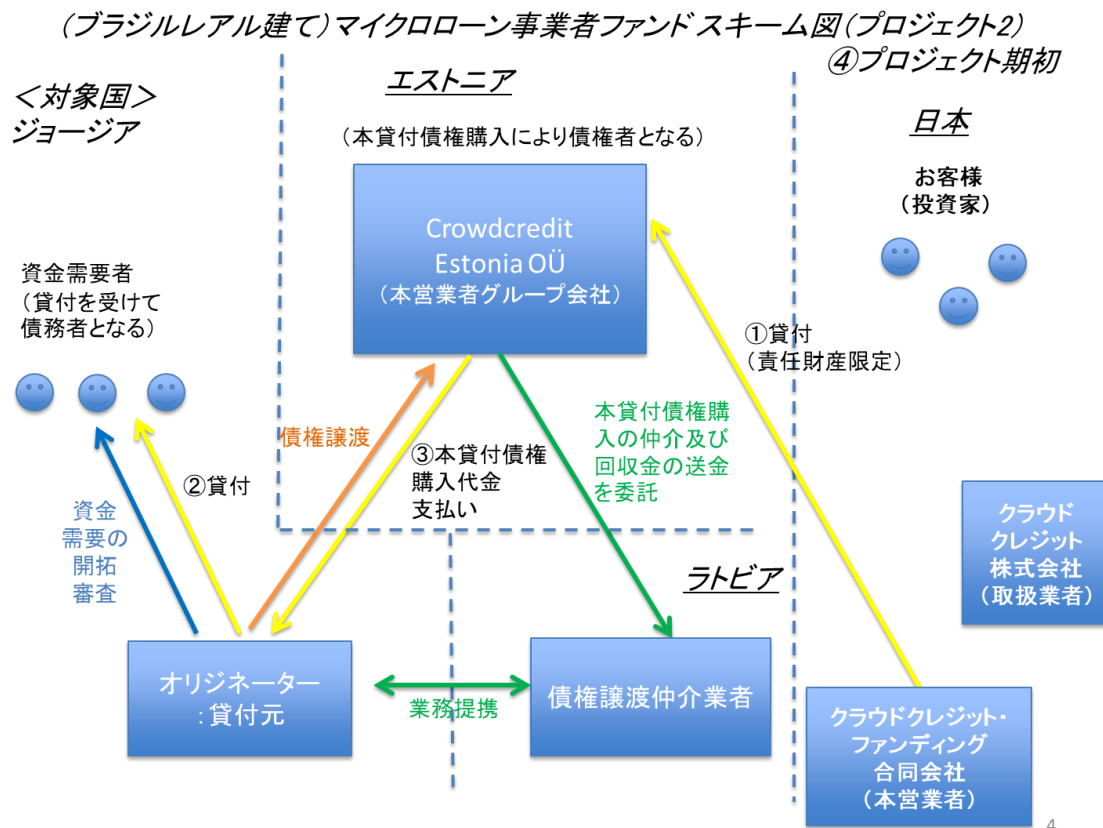 (ブラジルレアル建て)マイクロローン事業者ファンド スキーム図(プロジェクト2)
④プロジェクト期初
<対象国>
ジョージア
エストニア
日本
(本貸付債権購入により債権者となる)
お客様
(投資家)
Crowdcredit
Estonia OÜ
(本営業者グループ会社)
資金需要者
(貸付を受けて
債務者となる)
①貸付
(責任財産限定)
債権譲渡
③本貸付債権
購入代金
支払い
本貸付債権購
入の仲介及び
回収金の送金
を委託
②貸付
資金
需要の
開拓
審査
クラウド
クレジット
株式会社
(取扱業者)
ラトビア
オリジネーター
:貸付元
業務提携
債権譲渡仲介業者
クラウドクレジット・
ファンディング
合同会社
(本営業者)
4